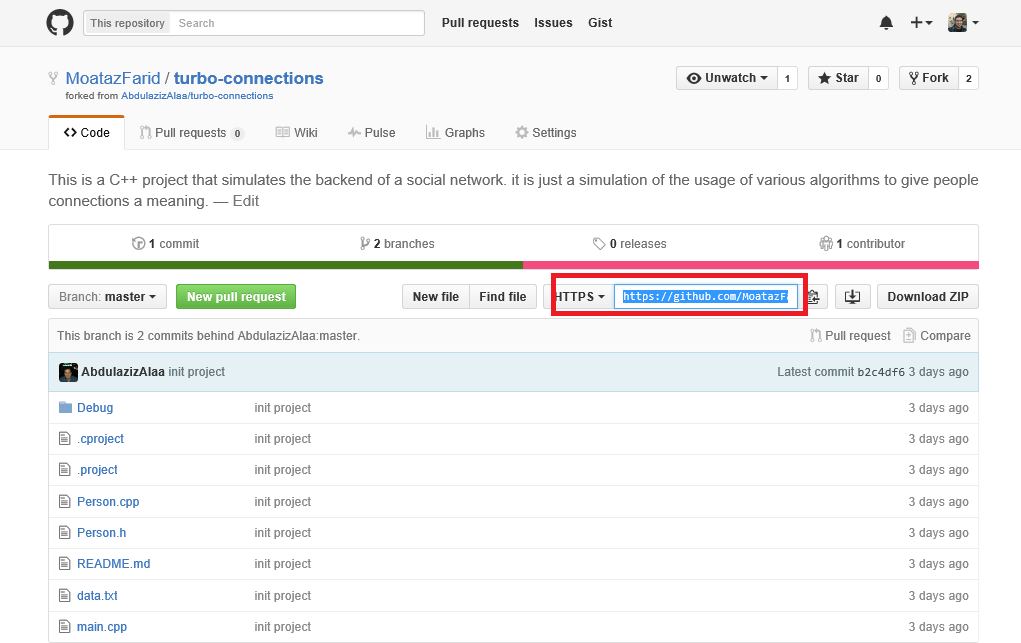 This repository Search Pull requests Issues Gist
MoatazFarid / turbo-connections Unwatch 1 Star 0 Fork 2
forked from AbdulazizAlaa/turbo-connections
Code Pull requests 0 Wiki Pulse Graphs Settings
This is a C++ project that simulates the backend of a social network. it is just a simulation of the usage of various algorithms to give people
connections a meaning. — Edit
1 commit 2 branches 0 releases 1 contributor
Branch: master New pull request New file Find file HTTPS https://github.com/MoatazFa Download ZIP
This branch is 2 commits behind AbdulazizAlaa:master. Pull request Compare
AbdulazizAlaa init project Latest commit b2c4df6 3 days ago
Debug init project 3 days ago
.cproject init project 3 days ago
.project init project 3 days ago
Person.cpp init project 3 days ago
Person.h init project 3 days ago
README.md init project 3 days ago
data.txt init project 3 days ago
main.cpp init project 3 days ago